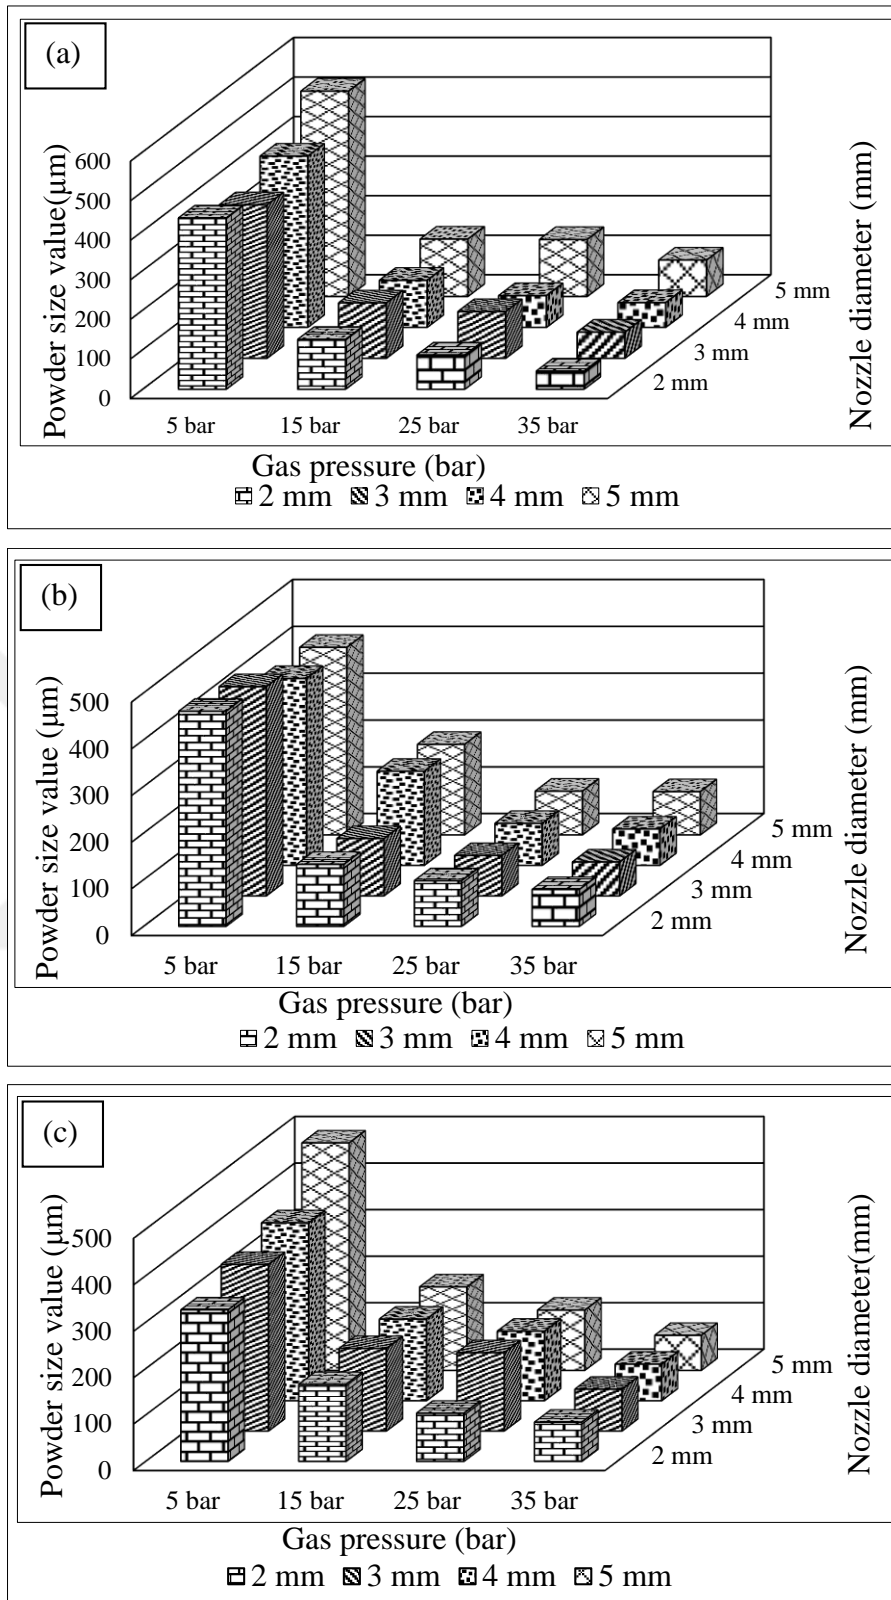 (a)
Powder size value(μm)
600
500
400
300
200
100
0
5 bar 15 bar 25 bar 35 bar
2 mm
3 mm
4 mm
5 mm
Nozzle diameter (mm)
Gas pressure (bar)
2 mm 3 mm 4 mm 5 mm
(b)
Powder size value (μm)
500
400
300
200
100
0
5 bar 15 bar 25 bar 35 bar
2 mm
3 mm
4 mm
5 mm
Nozzle diameter (mm)
Gas pressure (bar)
2 mm 3 mm 4 mm 5 mm
(c)
Powder size value (μm)
500
400
300
200
100
0
5 bar 15 bar 25 bar 35 bar
2 mm
3 mm
4 mm
5 mm
Nozzle diameter(mm)
Gas pressure (bar)
2 mm 3 mm 4 mm 5 mm